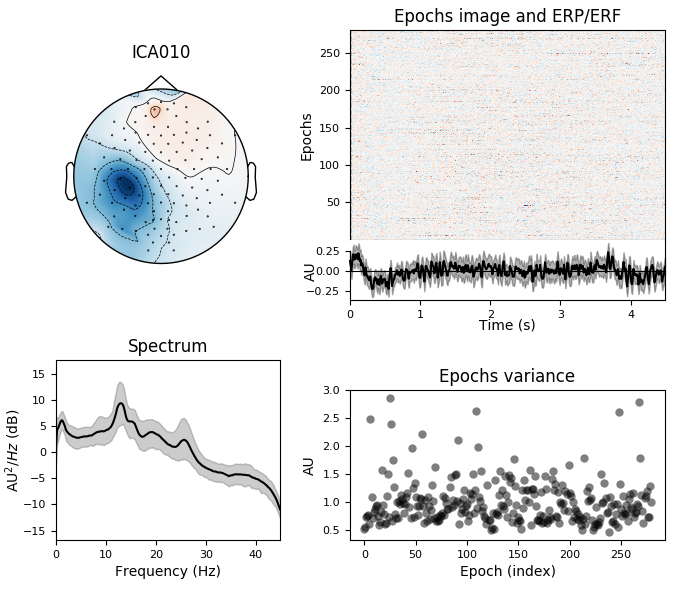 ICA010
Epochs image and ERP/ERF
Epochs
250
200
150
100
50
AU
0.25
0.00
−0.25
0 1 2 3 4
Time (s)
Spectrum
AU²/Hz (dB)
15
10
5
0
−5
−10
−15
0 10 20 30 40
Frequency (Hz)
Epochs variance
AU
3.0
2.5
2.0
1.5
1.0
0.5
0 50 100 150 200 250
Epoch (index)